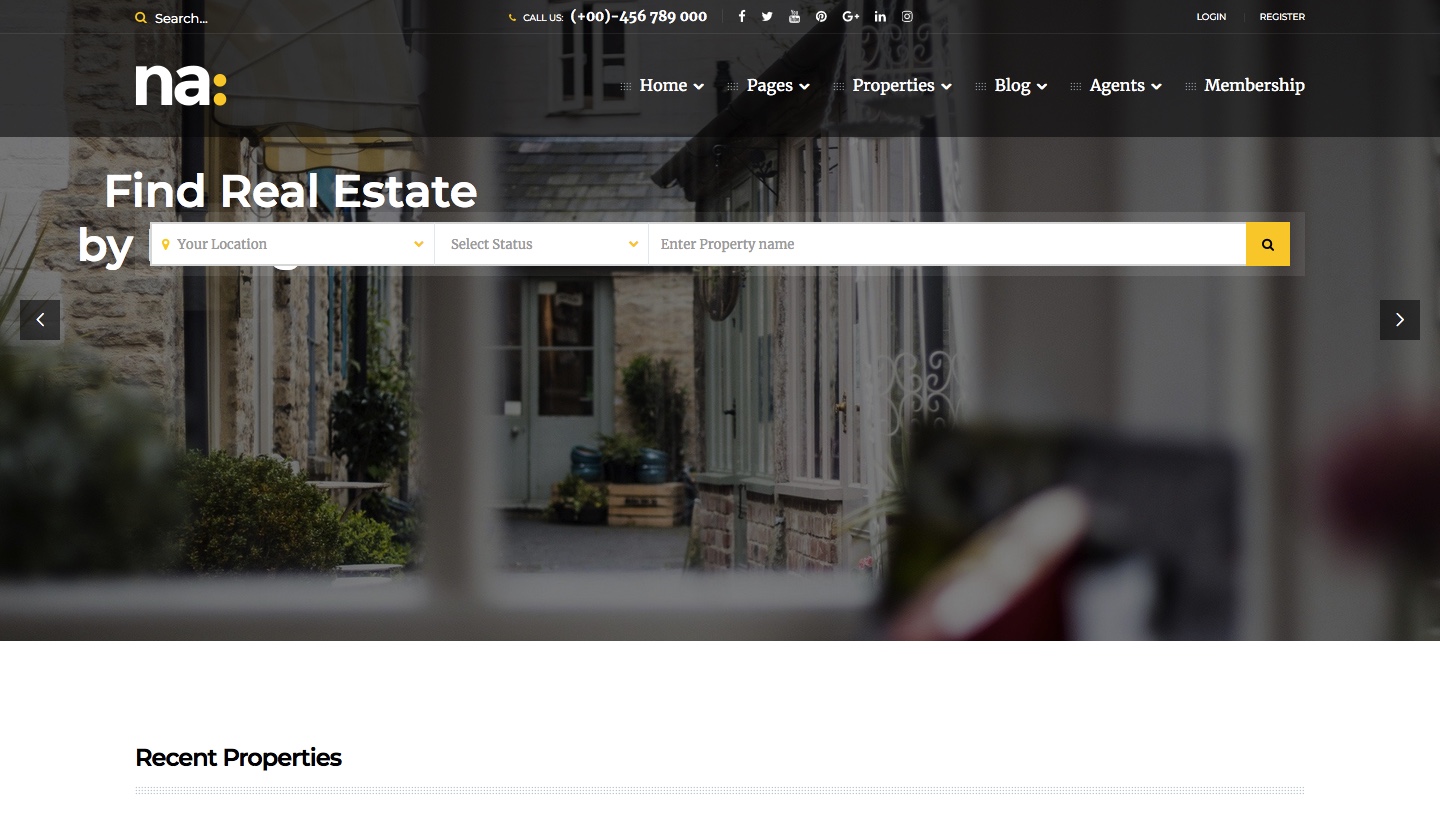 Search...
CALL US: (+00)-456 789 000
LOGIN
REGISTER
na:
Home
Pages
Properties
Blog
Agents
Membership
Find Real Estate
by
Your Location
Select Status
Enter Property name
Recent Properties